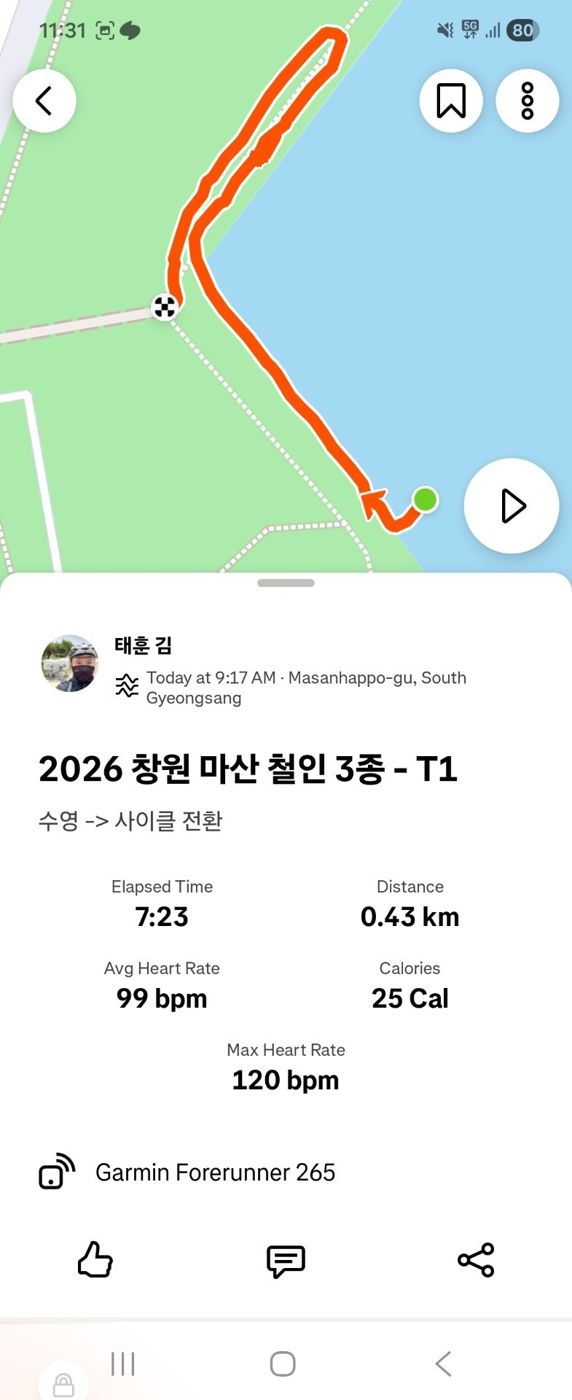 11:31
5G
80
태훈 김
Today at 9:17 AM · Masanhappo-gu, South
Gyeongsang
2026 창원 마산 철인 3종 - T1
수영 -> 사이클 전환
Elapsed Time
Distance
7:23
0.43 km
Avg Heart Rate
Calories
99 bpm
25 Cal
Max Heart Rate
120 bpm
Garmin Forerunner 265